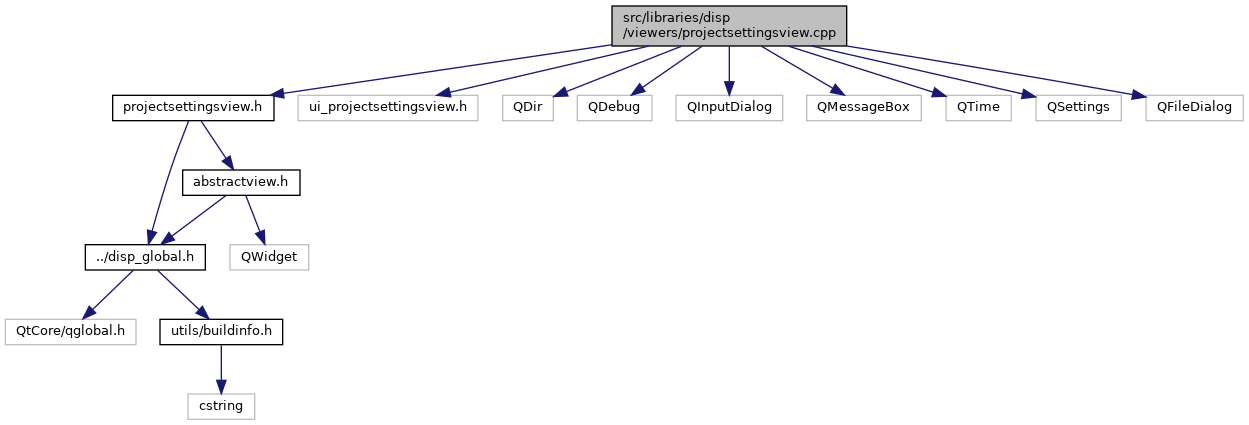 src/libraries/disp
/viewers/projectsettingsview.cpp
projectsettingsview.h
ui_projectsettingsview.h
QDir
QDebug
QInputDialog
QMessageBox
QTime
QSettings
QFileDialog
abstractview.h
../disp_global.h
QWidget
QtCore/qglobal.h
utils/buildinfo.h
cstring